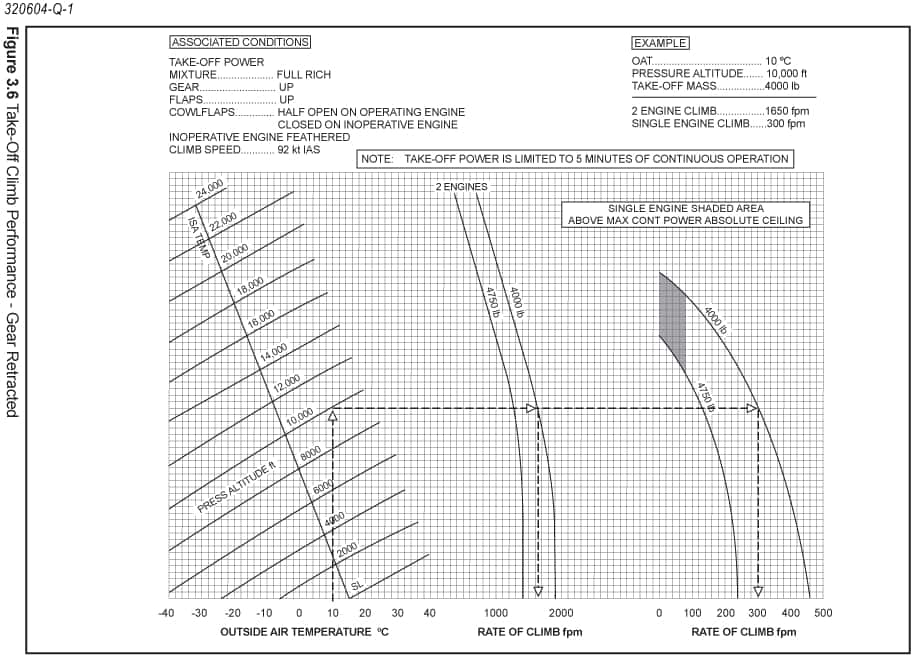 320604-Q-1
Figure 3.6 Take-Off Climb Performance - Gear Retracted
ASSOCIATED CONDITIONS
TAKE-OFF POWER
MIXTURE.................... FULL RICH
GEAR........................... UP
FLAPS.......................... UP
COWLFLAPS.............. HALF OPEN ON OPERATING ENGINE
CLOSED ON INOPERATIVE ENGINE
INOPERATIVE ENGINE FEATHERED
CLIMB SPEED............ 92 kt IAS
EXAMPLE
OAT..................................... 10 ºC
PRESSURE ALTITUDE....... 10,000 ft
TAKE-OFF MASS.................4000 lb
2 ENGINE CLIMB.................1650 fpm
SINGLE ENGINE CLIMB......300 fpm
NOTE: TAKE-OFF POWER IS LIMITED TO 5 MINUTES OF CONTINUOUS OPERATION
2 ENGINES
SINGLE ENGINE SHADED AREA
ABOVE MAX CONT POWER ABSOLUTE CEILING
24,000
22,000
ISA TEMP
20,000
18,000
16,000
14,000
12,000
10,000
8000
PRESS ALTITUDE ft
6000
4000
2000
SL
4750 lb
4000 lb
4000 lb
4750 lb
-40 -30 -20 -10 0 10 20 30 40
1000 2000
0 100 200 300 400 500
OUTSIDE AIR TEMPERATURE ºC
RATE OF CLIMB fpm
RATE OF CLIMB fpm